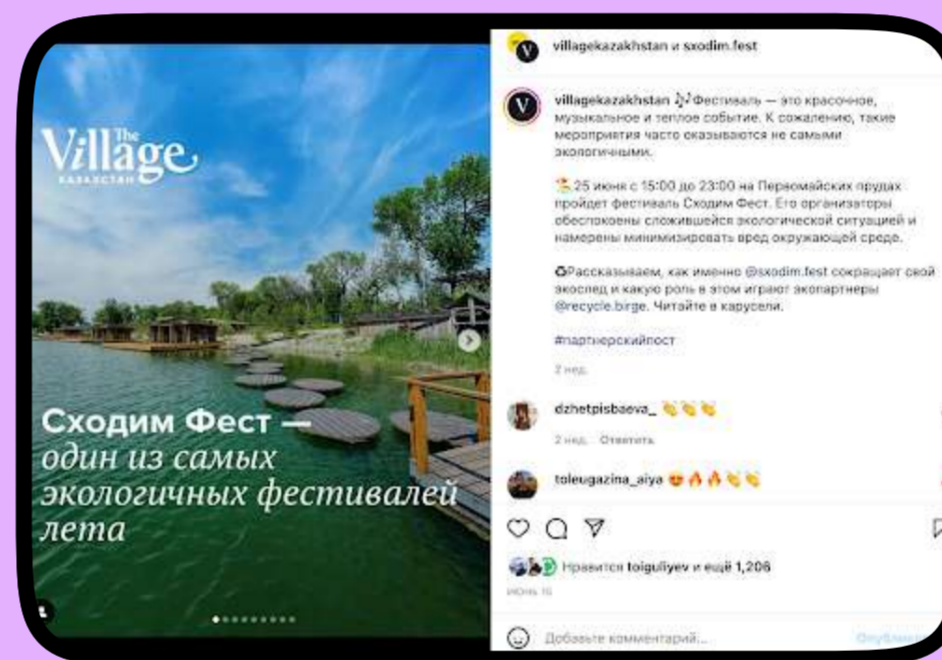 The
Village
КАЗАХСТАН
Сходим Фест —
один из самых
экологичных фестивалей
лета
villagekazakhstan и sxodim.fest
villagekazakhstan 🎶Фестиваль — это красочное,
музыкальное и теплое событие. К сожалению, такие
мероприятия часто оказываются не самыми
экологичными.
🏖️ 25 июня с 15:00 до 23:00 на Первомайских прудах
пройдет фестиваль Сходим Фест. Его организаторы
обеспокоены сложившейся экологической ситуацией и
намерены минимизировать вред окружающей среде.
♻Рассказываем, как именно @sxodim.fest сокращает свой
экослед и какую роль в этом играют экопартнеры
@recycle.birge. Читайте в карусели.
#партнерскийпост
2 нед.
dzhetpisbaeva_ 👏👏👏
2 нед. Ответить
toleugazina_aiya 😍🔥🔥👏👏
Нравится toiguliyev и ещё 1,206
ИЮНЬ 16
Добавьте комментарий...